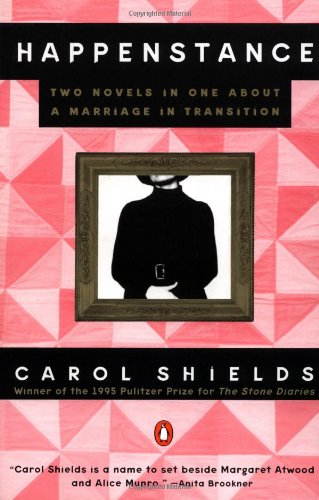 HAPPENSTANCE
TWO NOVELS IN ONE ABOUT
A MARRIAGE IN TRANSITION
CAROL SHIELDS
Winner of the 1995 Pulitzer Prize for The Stone Diaries
"Carol Shields is a name to set beside Margaret Atwood
and Alice Munro."—Anita Brookner